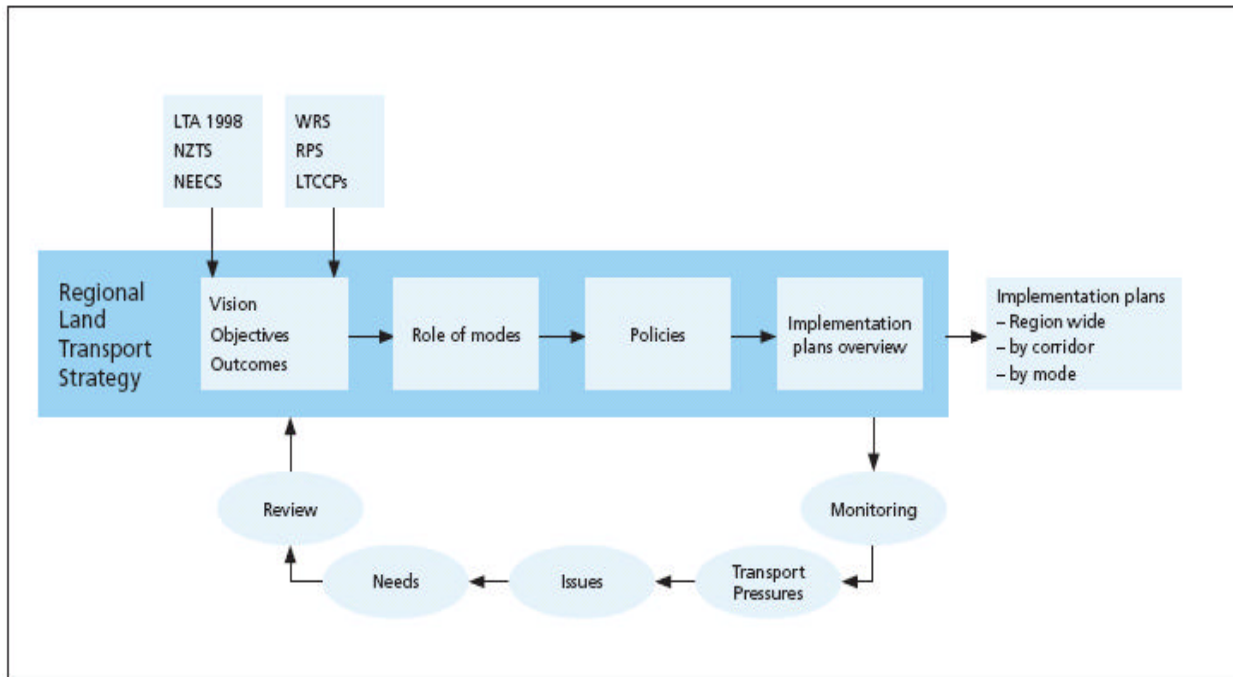 LTA 1998
NZTS
NEECS
WRS
RPS
LTCCPs
Regional
Land
Transport
Strategy
Vision
Objectives
Outcomes
Role of modes
Policies
Implementation
plans overview
Implementation plans
– Region wide
– by corridor
– by mode
Review
Monitoring
Needs
Issues
Transport
Pressures